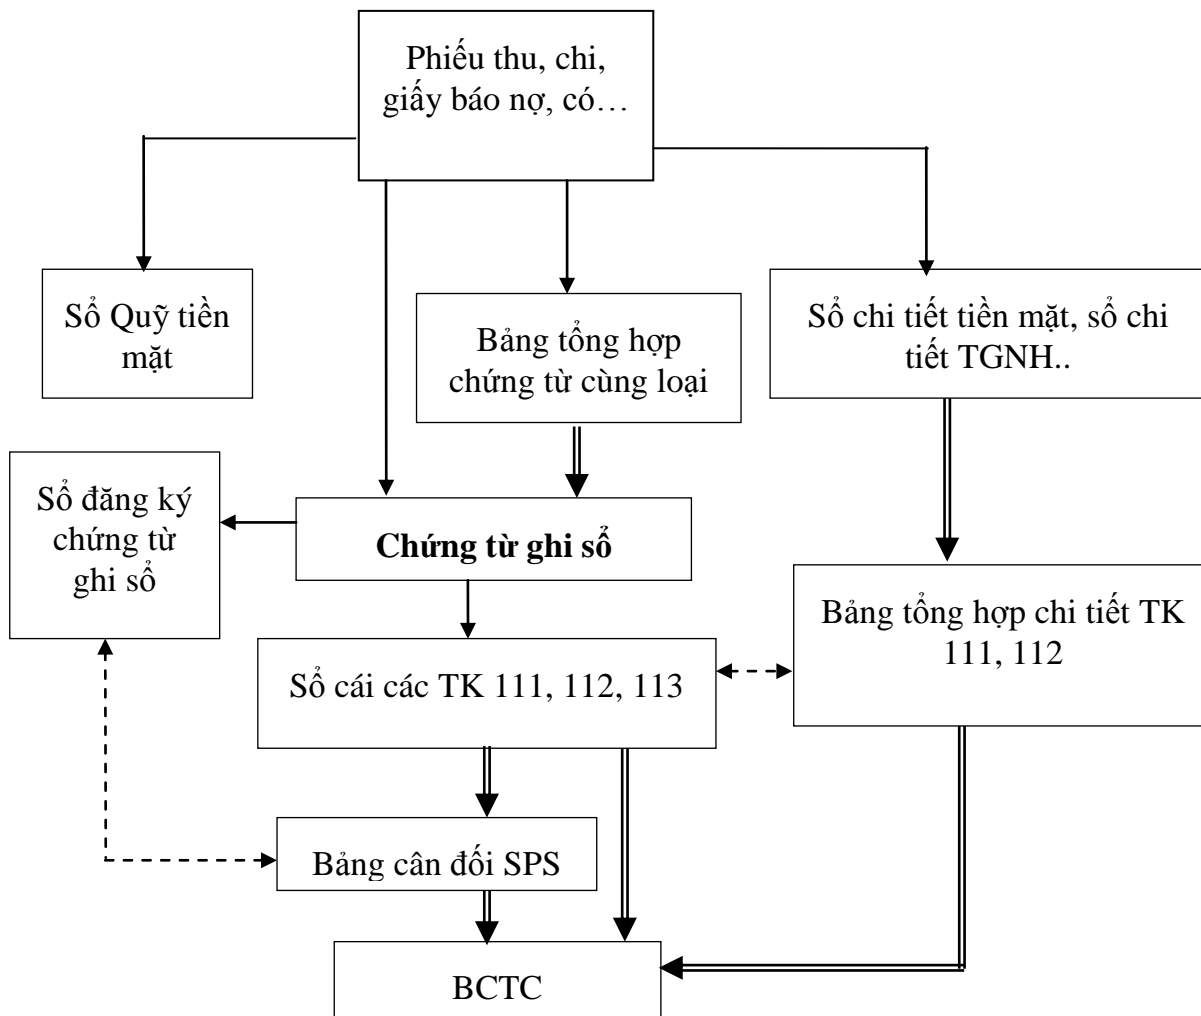 Phiếu thu, chi,
giấy báo nợ, có…
Sổ Quỹ tiền
mặt
Bảng tổng hợp
chứng từ cùng loại
Sổ chi tiết tiền mặt, sổ chi
tiết TGNH..
Sổ đăng ký
chứng từ
ghi sổ
Chứng từ ghi sổ
Bảng tổng hợp chi tiết TK
111, 112
Sổ cái các TK 111, 112, 113
Bảng cân đối SPS
BCTC